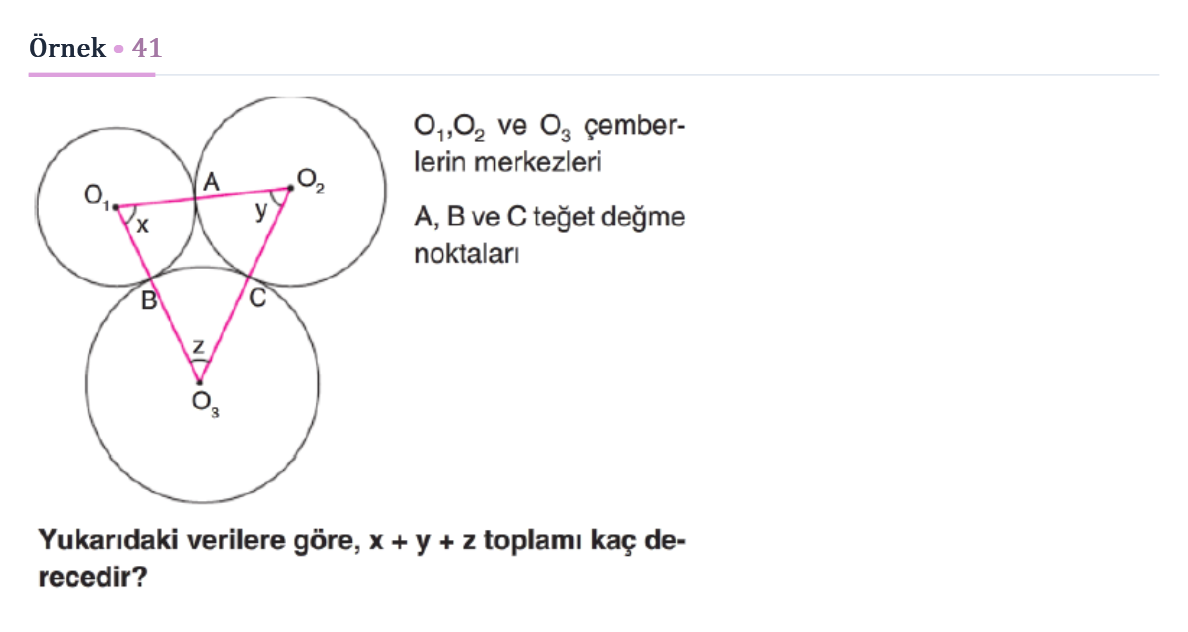 Örnek • 41
O₁,O₂ ve O₃ çember-
lerin merkezleri
A, B ve C teğet değme
noktaları
O₁
A
O₂
x
y
B
C
z
O₃
Yukarıdaki verilere göre, x + y + z toplamı kaç de-
recedir?